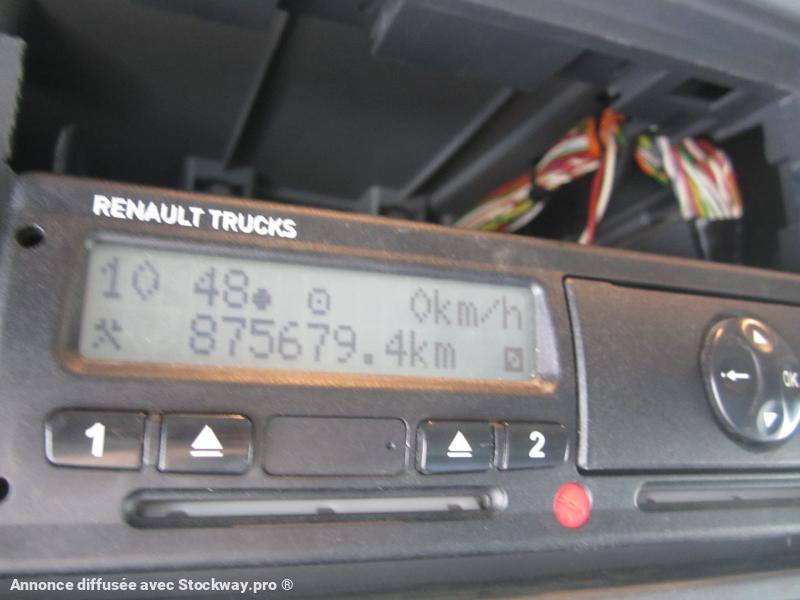 RENAULT TRUCKS
10 48 0km/h
875679.4km
1
2
OK
Annonce diffusée avec Stockway.pro ®